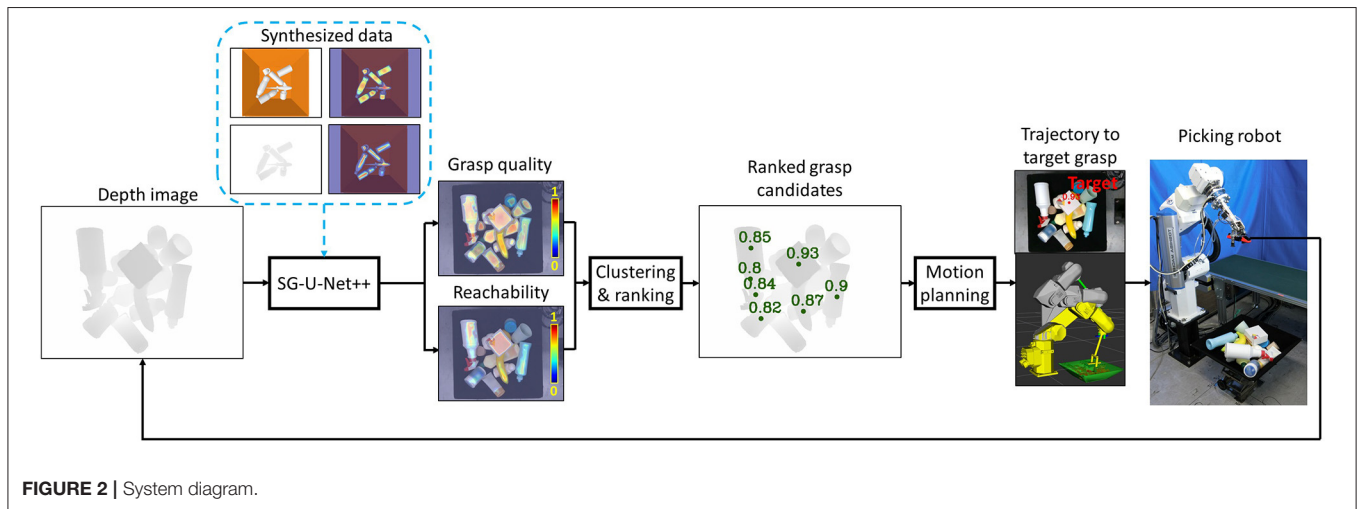 Synthesized data
Depth image
SG-U-Net++
Grasp quality
1
0
Reachability
1
0
Clustering
& ranking
Ranked grasp
candidates
0.85
0.93
0.8
0.84
0.9
0.87
0.82
Motion
planning
Trajectory to
target grasp
Target
Picking robot
FIGURE 2 | System diagram.